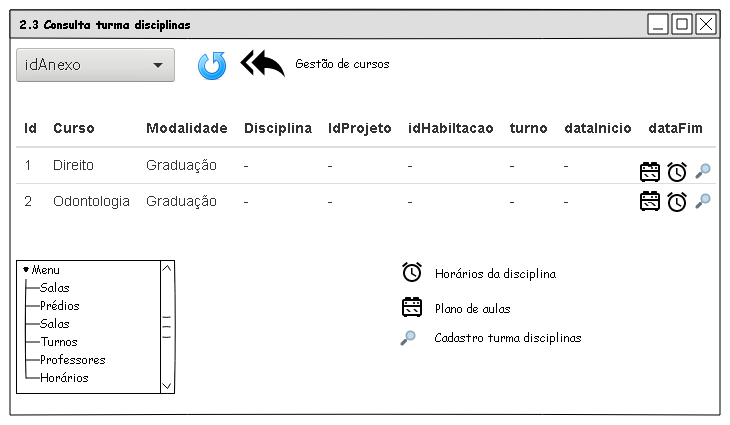 2.3 Consulta turma disciplinas
idAnexo
Gestão de cursos
Id Curso Modalidade Disciplina IdProjeto idHabiltacao turno dataInicio dataFim
1 Direito Graduação - - - - -
2 Odontologia Graduação - - - - -
Menu
Salas
Prédios
Salas
Turnos
Professores
Horários
Horários da disciplina
Plano de aulas
Cadastro turma disciplinas